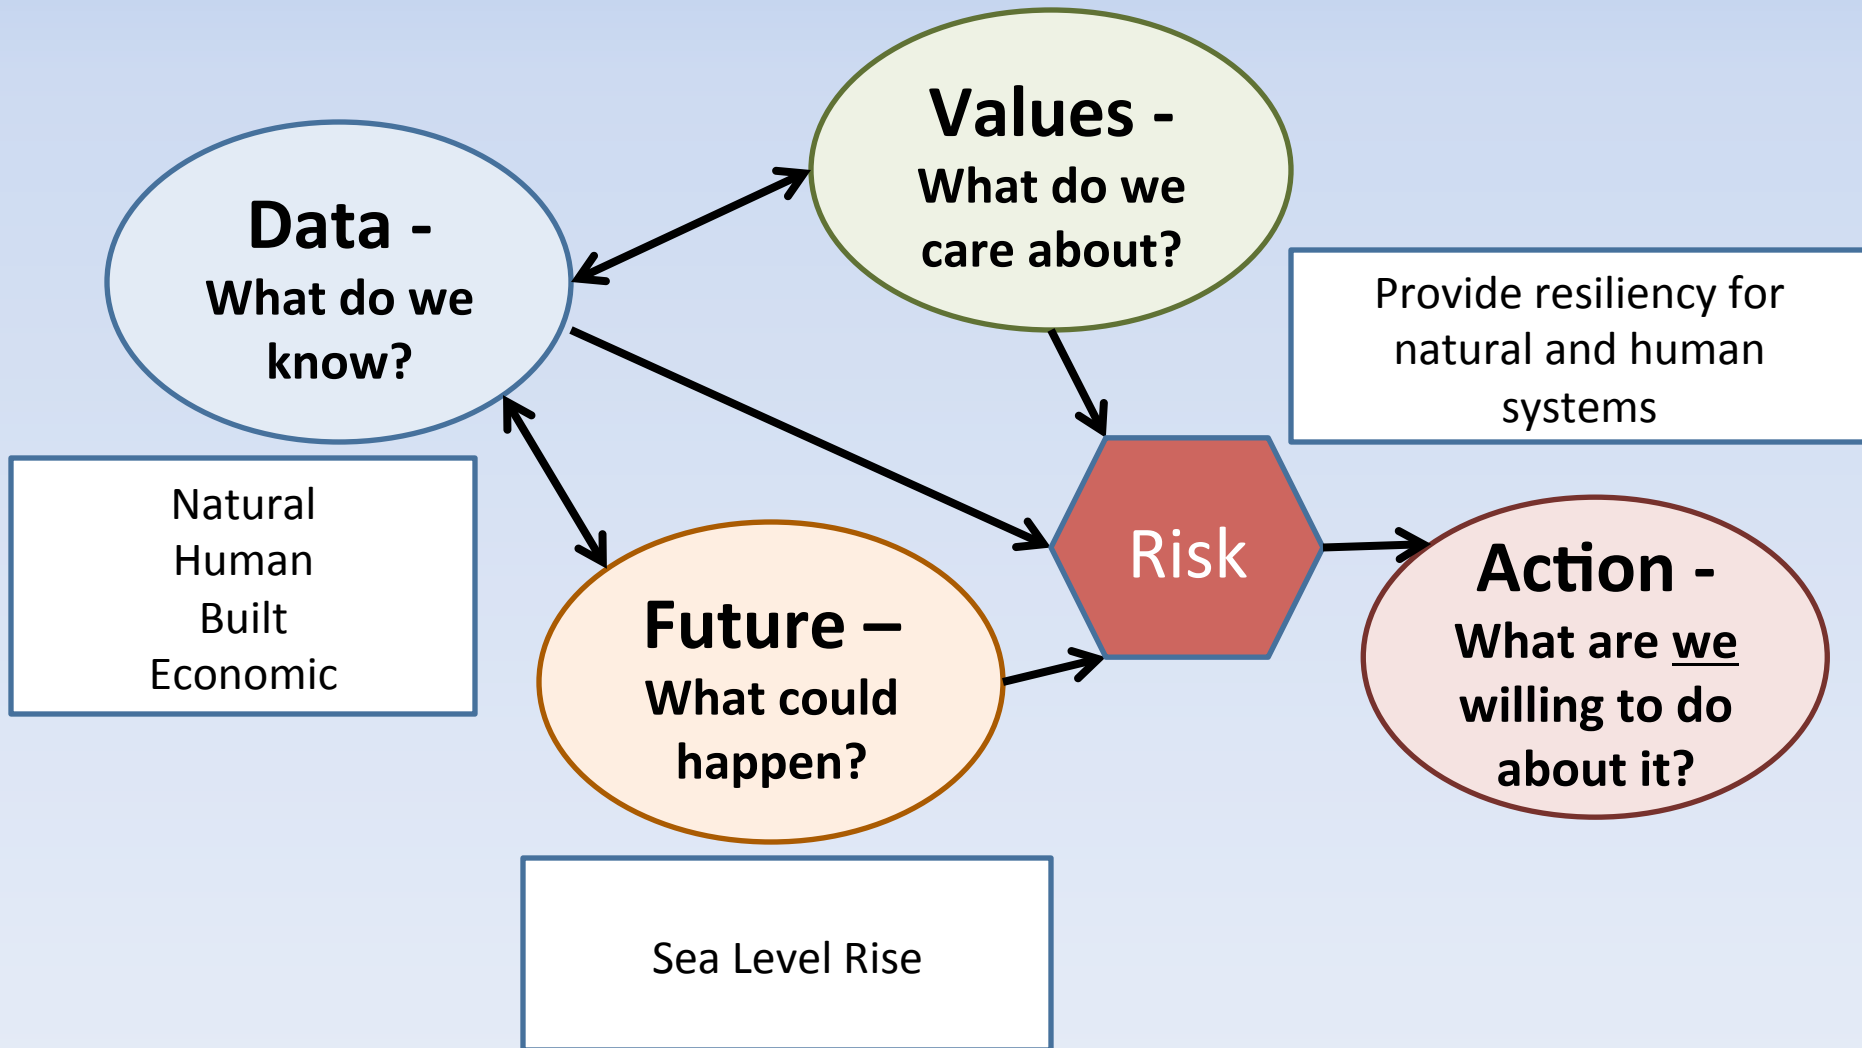 Data -
What do we
know?
Values -
What do we
care about?
Provide resiliency for
natural and human
systems
Natural
Human
Built
Economic
Future –
What could
happen?
Risk
Action -
What are we
willing to do
about it?
Sea Level Rise